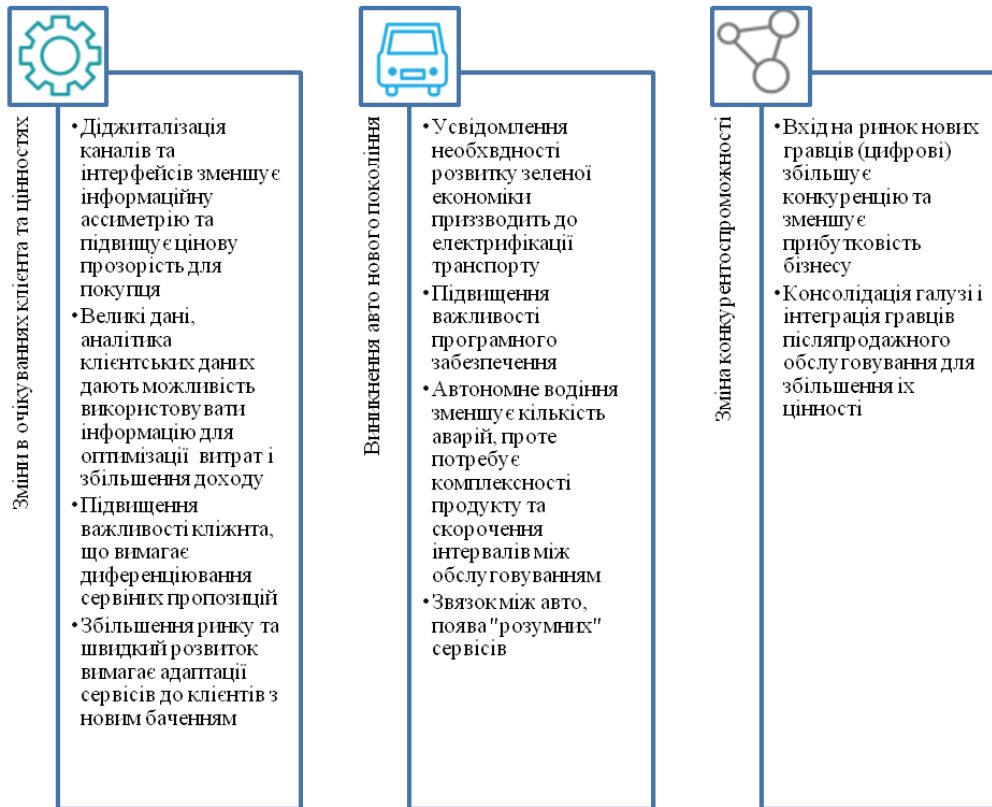 Зміни в очікуваннях клієнта та цінностях
•Діджиталізація
каналів та
інтерфейсів зменшує
інформаційну
ассиметрію та
підвищує цінову
прозорість для
покупця
•Великі дані,
аналітика
клієнтських даних
дають можливість
використовувати
інформацію для
оптимізації витрат і
збільшення доходу
•Підвищення
важливості кліжнта,
що вимагає
диференціювання
сервіних пропозицій
•Збільшення ринку та
швидкий розвиток
вимагає адаптації
сервісів до клієнтів з
новим баченням
Виникнення авто нового покоління
•Усвідомлення
необхвдності
розвитку зеленої
економіки
приззводить до
електрифікації
транспорту
•Підвищення
важливості
програмного
забезпечення
•Автономне водіння
зменшує кількість
аварій, проте
потребує
комплексності
продукту та
скорочення
інтервалів між
обслуговуванням
•Звязок між авто,
поява "розумних"
сервісів
Зміна конкурентоспроможності
•Вхід на ринок нових
гравців (цифрові)
збільшує
конкуренцію та
зменшує
прибутковість
бізнесу
•Консолідація галузі і
інтеграція гравців
післяпродажного
обслуговування для
збільшення їх
цінності